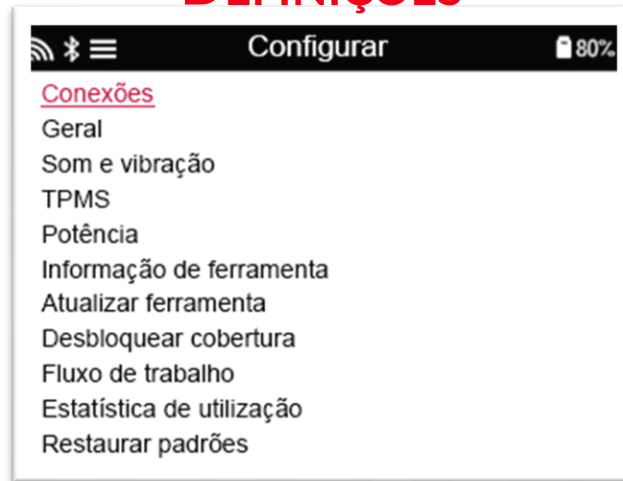 DEFINIÇÕES
Configurar
80%
Conexões
Geral
Som e vibração
TPMS
Potência
Informação de ferramenta
Atualizar ferramenta
Desbloquear cobertura
Fluxo de trabalho
Estatística de utilização
Restaurar padrões